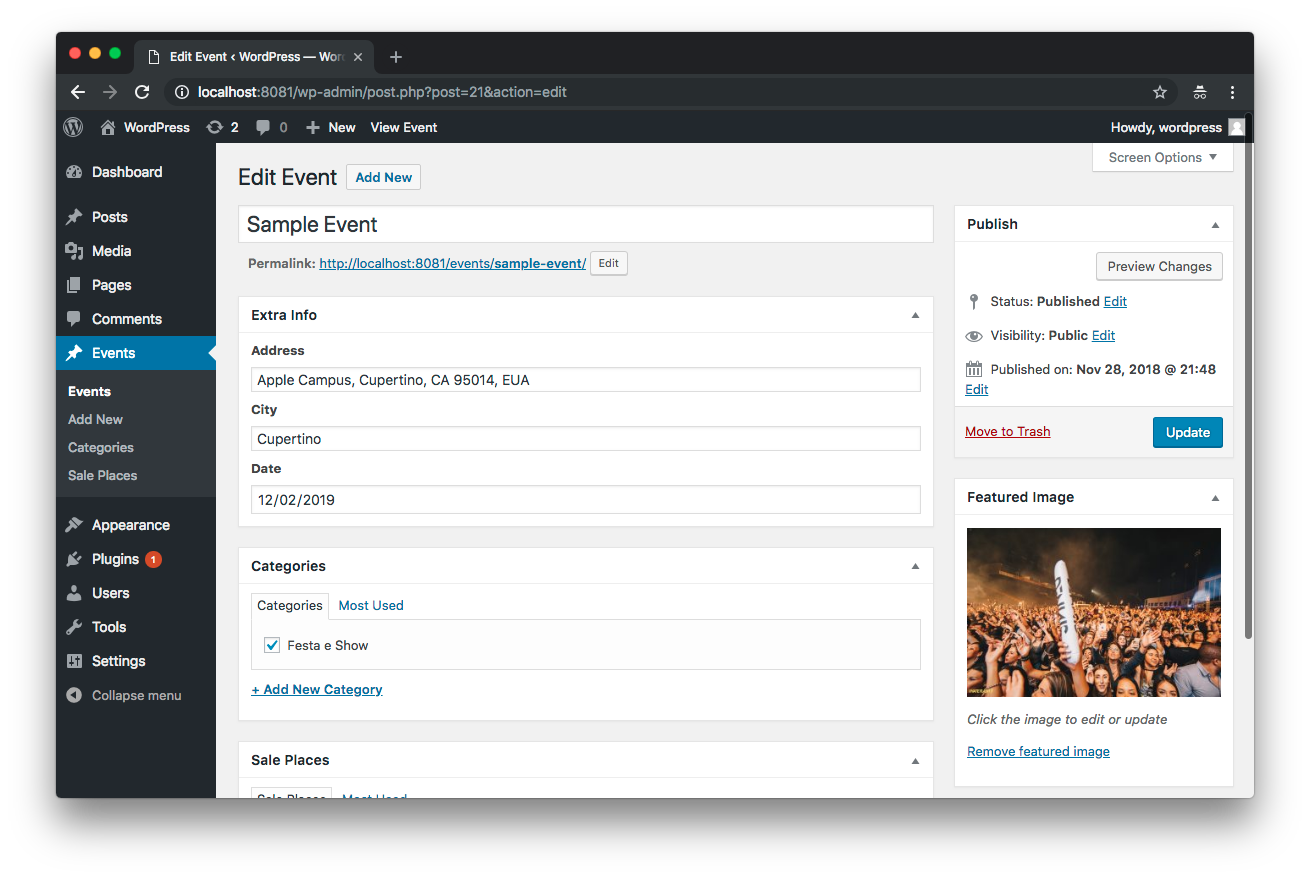 Edit Event ‹ WordPress — Wor
localhost:8081/wp-admin/post.php?post=21&action=edit
WordPress 2 0 New View Event Howdy, wordpress
Screen Options
Dashboard
Posts
Media
Pages
Comments
Events
Events
Add New
Categories
Sale Places
Appearance
Plugins 1
Users
Tools
Settings
Collapse menu
Edit Event Add New
Sample Event
Permalink: http://localhost:8081/events/sample-event/ Edit
Extra Info
Address
Apple Campus, Cupertino, CA 95014, EUA
City
Cupertino
Date
12/02/2019
Categories
Categories Most Used
Festa e Show
+ Add New Category
Sale Places
Sale Places Most Used
Publish
Preview Changes
Status: Published Edit
Visibility: Public Edit
Published on: Nov 28, 2018 @ 21:48
Edit
Move to Trash Update
Featured Image
Click the image to edit or update
Remove featured image